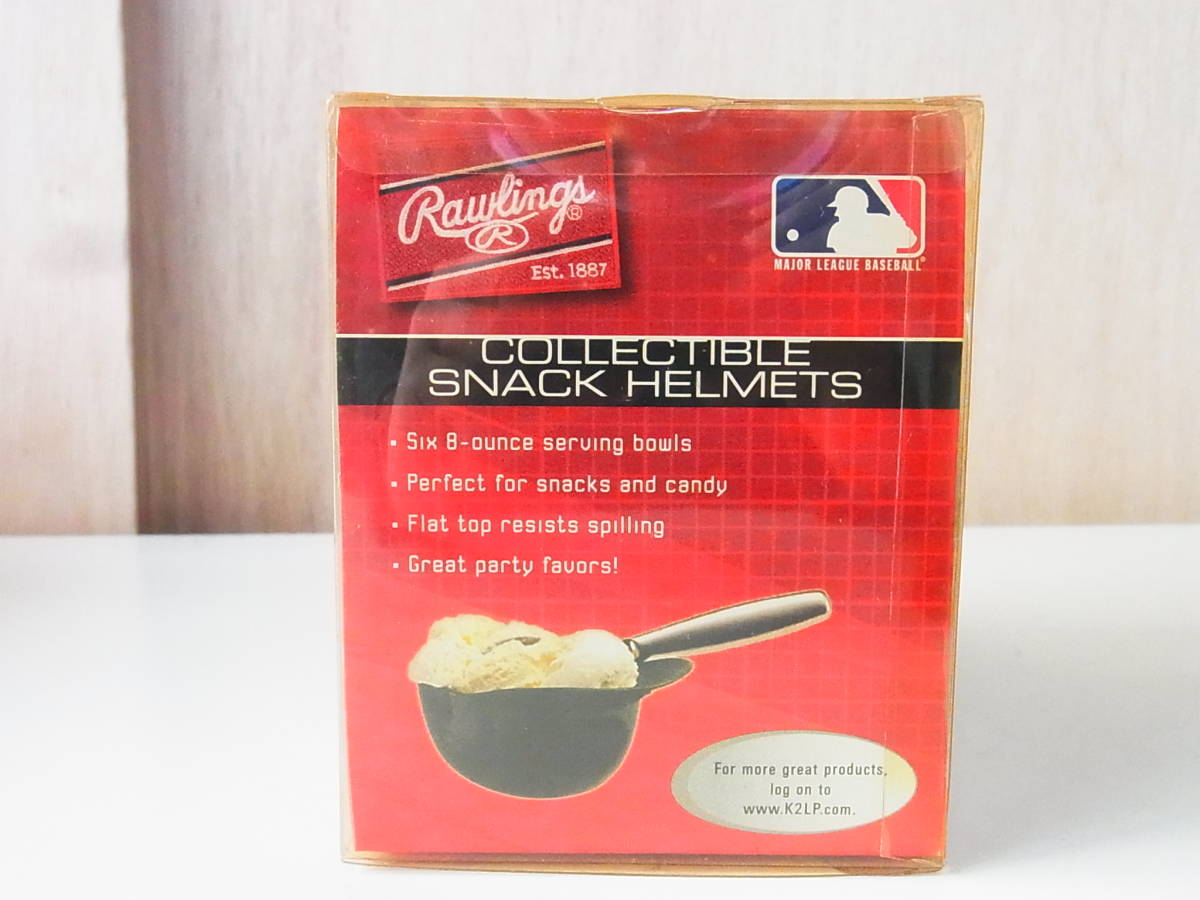 Rawlings®
R
Est. 1887
MAJOR LEAGUE BASEBALL®
COLLECTIBLE
SNACK HELMETS
• Six 8-ounce serving bowls
• Perfect for snacks and candy
• Flat top resists spilling
• Great party favors!
For more great products,
log on to
www.K2LP.com.